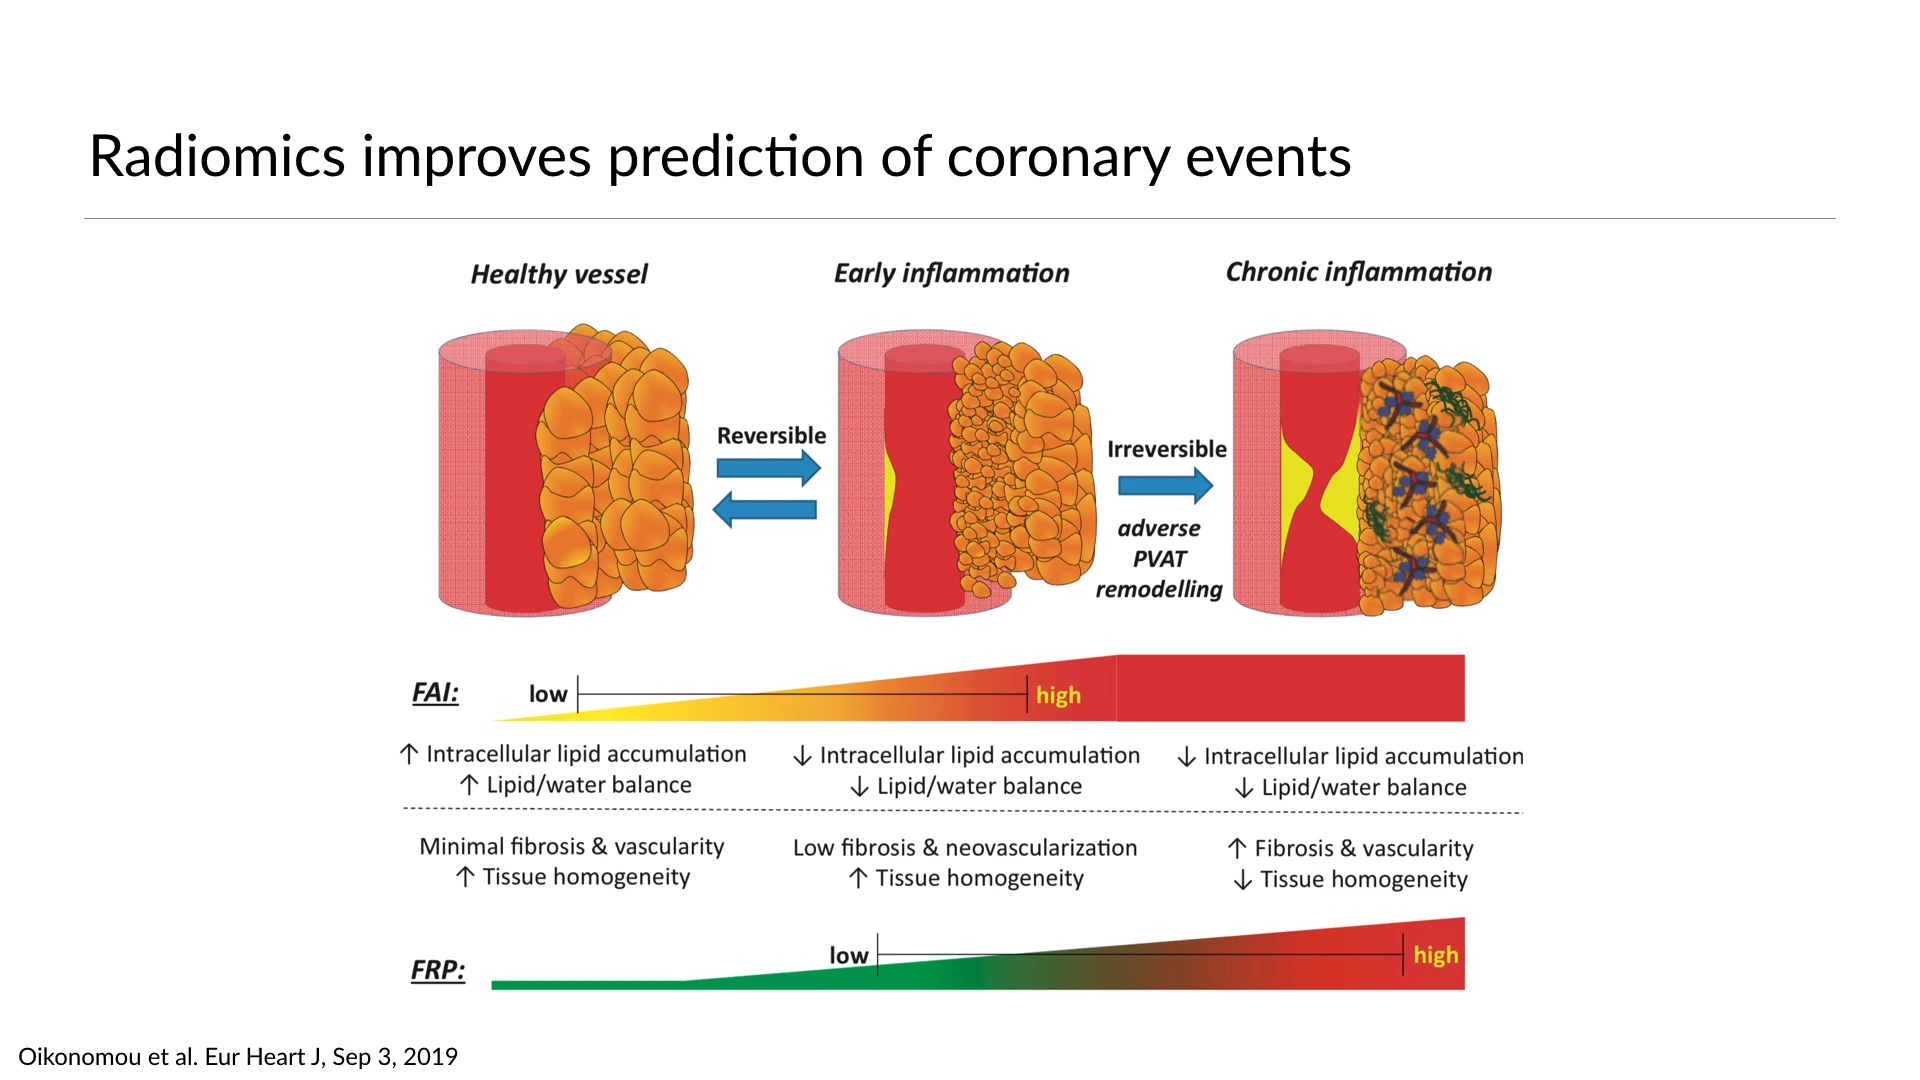 Radiomics improves prediction of coronary events
Healthy vessel
Early inflammation
Chronic inflammation
Reversible
Irreversible
adverse
PVAT
remodelling
FAI:
low
high
↑ Intracellular lipid accumulation
↑ Lipid/water balance
↓ Intracellular lipid accumulation
↓ Lipid/water balance
↓ Intracellular lipid accumulation
↓ Lipid/water balance
Minimal fibrosis & vascularity
↑ Tissue homogeneity
Low fibrosis & neovascularization
↑ Tissue homogeneity
↑ Fibrosis & vascularity
↓ Tissue homogeneity
FRP:
low
high
Oikonomou et al. Eur Heart J, Sep 3, 2019